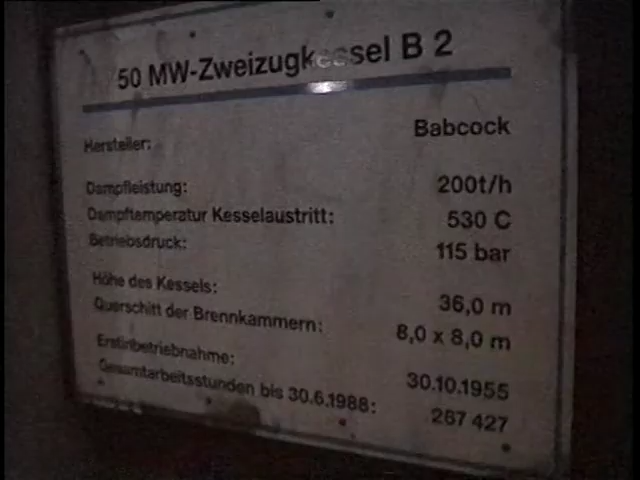 50 MW-Zweizugkessel B 2
Hersteller: Babcock
Dampfleistung: 200t/h
Dampftemperatur Kesselaustritt: 530 C
Betriebsdruck: 115 bar
Höhe des Kessels: 36,0 m
Querschitt der Brennkammern: 8,0 x 8,0 m
Erstinbetriebnahme: 30.10.1955
Gesamtarbeitsstunden bis 30.6.1988: 267 427